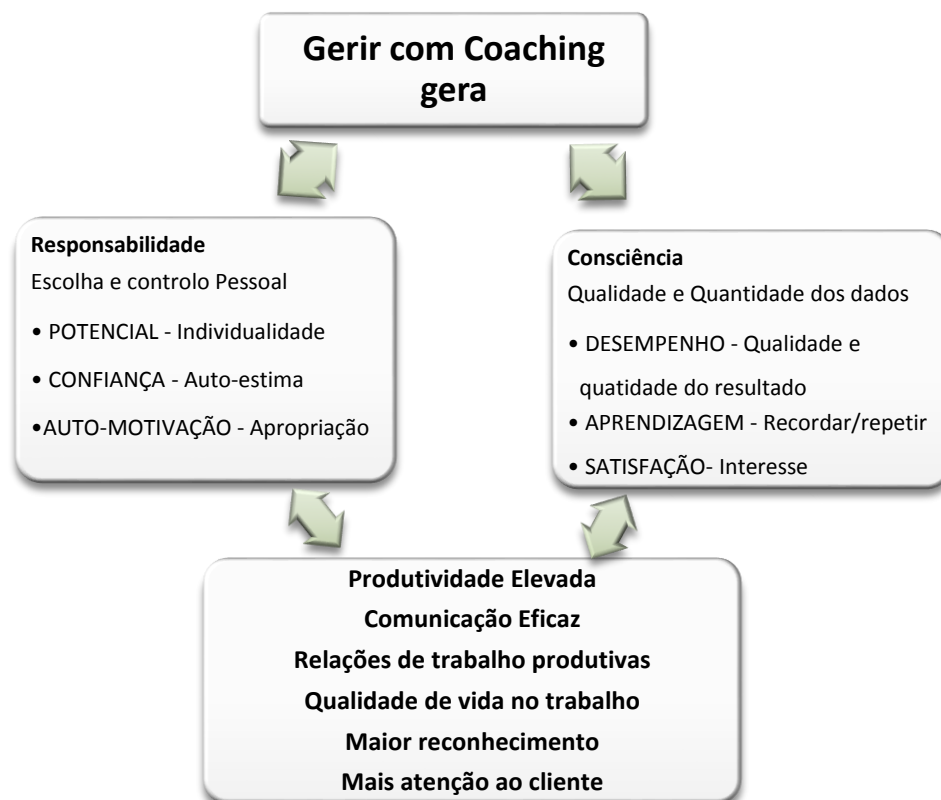 Gerir com Coaching
gera
Responsabilidade
Escolha e controlo Pessoal
• POTENCIAL - Individualidade
• CONFIANÇA - Auto-estima
•AUTO-MOTIVAÇÃO - Apropriação
Consciência
Qualidade e Quantidade dos dados
• DESEMPENHO - Qualidade e
quatidade do resultado
• APRENDIZAGEM - Recordar/repetir
• SATISFAÇÃO- Interesse
Produtividade Elevada
Comunicação Eficaz
Relações de trabalho produtivas
Qualidade de vida no trabalho
Maior reconhecimento
Mais atenção ao cliente